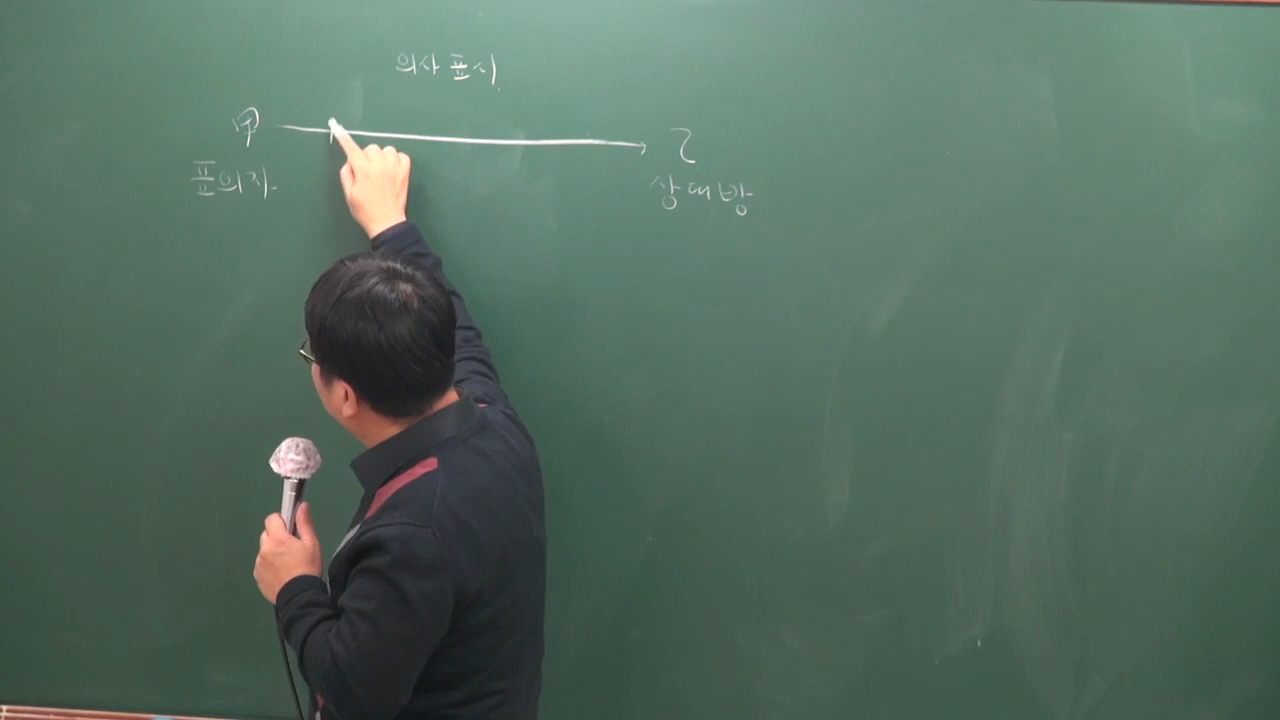 의사표시
甲 乙
표의자 상대방